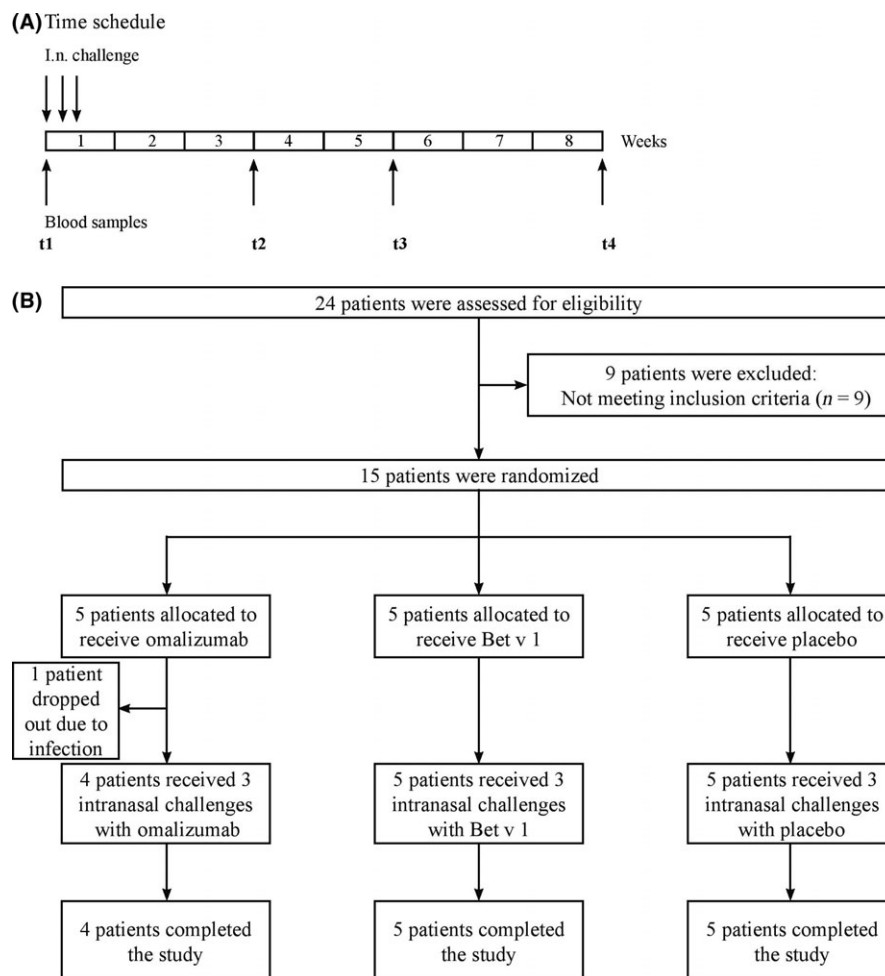 (A) Time schedule
I.n. challenge
1 2 3 4 5 6 7 8 Weeks
Blood samples
t1 t2 t3 t4
(B)
24 patients were assessed for eligibility
9 patients were excluded:
Not meeting inclusion criteria (n = 9)
15 patients were randomized
5 patients allocated to
receive omalizumab
5 patients allocated to
receive Bet v 1
5 patients allocated to
receive placebo
1 patient
dropped
out due to
infection
4 patients received 3
intranasal challenges
with omalizumab
5 patients received 3
intranasal challenges
with Bet v 1
5 patients received 3
intranasal challenges
with placebo
4 patients completed
the study
5 patients completed
the study
5 patients completed
the study